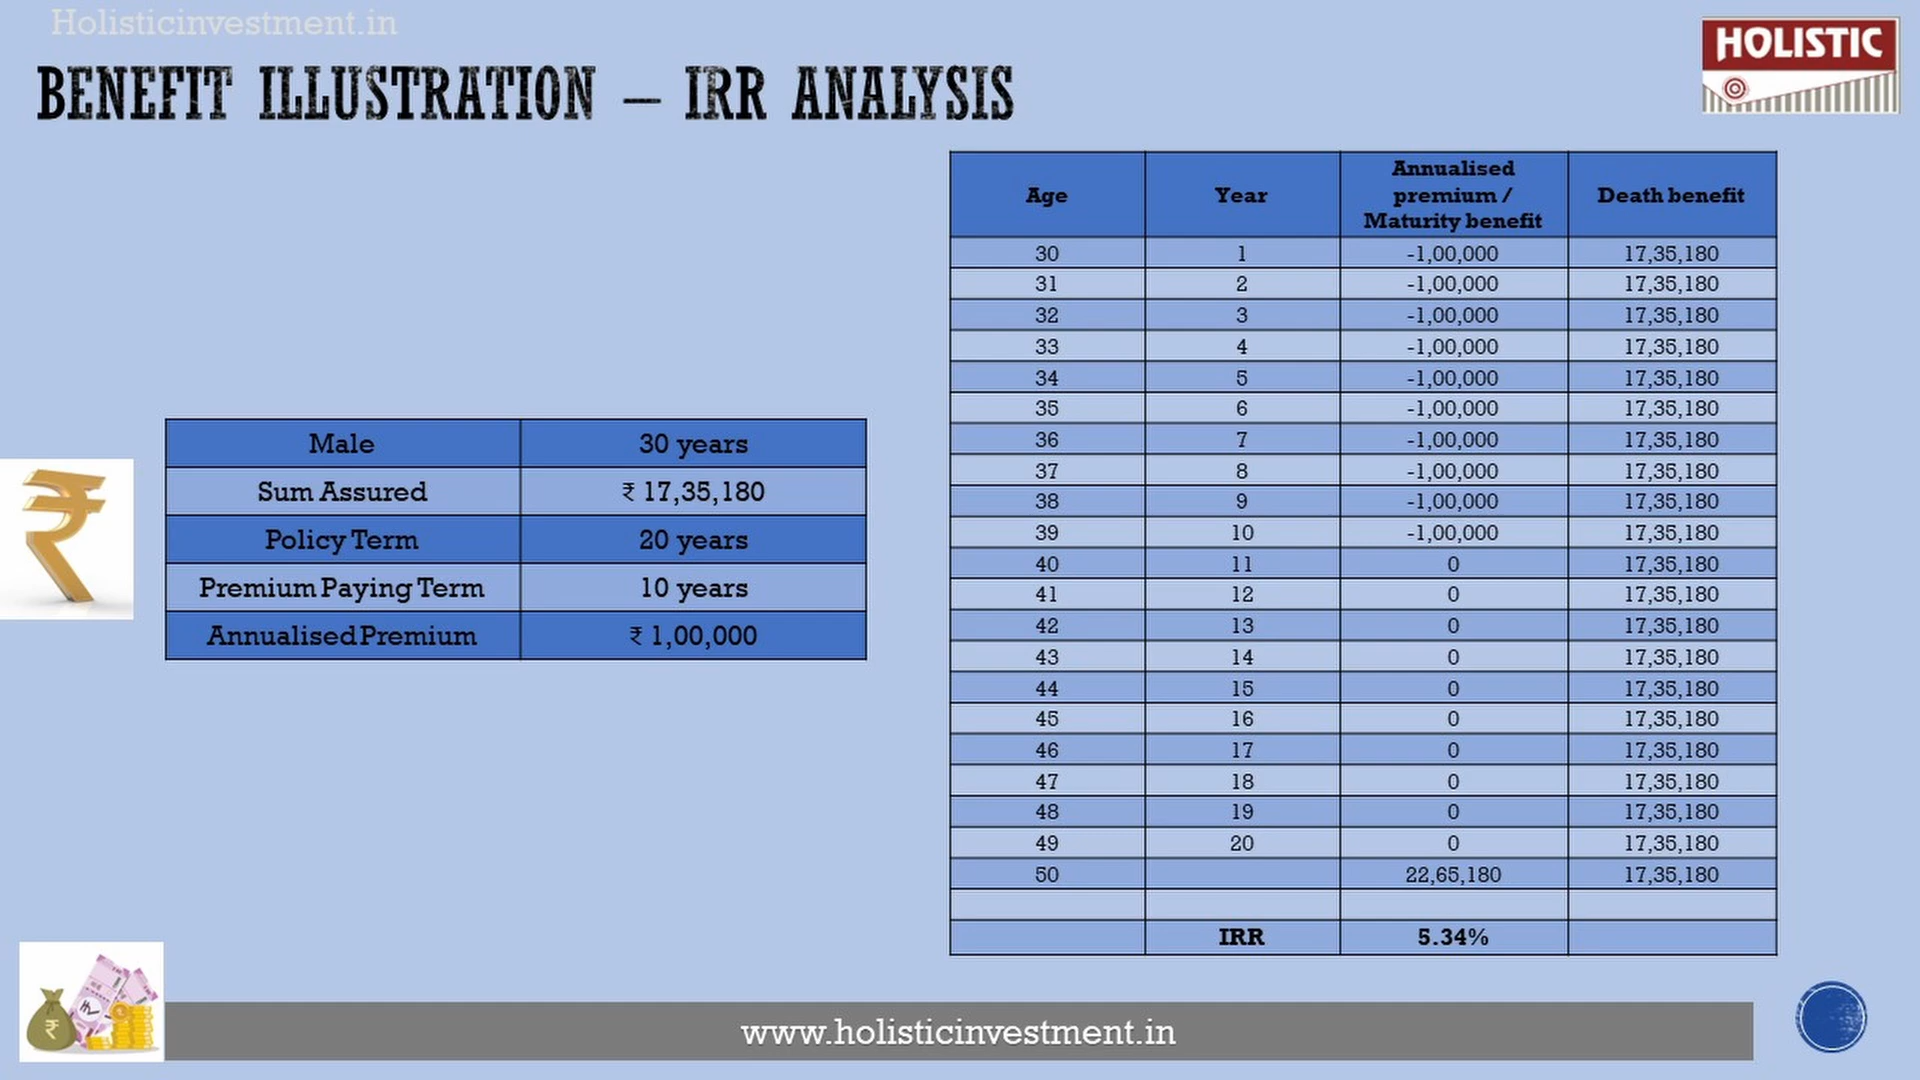 Holisticinvestment.in
HOLISTIC
BENEFIT ILLUSTRATION – IRR ANALYSIS
Male 30 years
Sum Assured ₹ 17,35,180
Policy Term 20 years
Premium Paying Term 10 years
Annualised Premium ₹ 1,00,000
Age Year Annualised premium / Maturity benefit Death benefit
30 1 -1,00,000 17,35,180
31 2 -1,00,000 17,35,180
32 3 -1,00,000 17,35,180
33 4 -1,00,000 17,35,180
34 5 -1,00,000 17,35,180
35 6 -1,00,000 17,35,180
36 7 -1,00,000 17,35,180
37 8 -1,00,000 17,35,180
38 9 -1,00,000 17,35,180
39 10 -1,00,000 17,35,180
40 11 0 17,35,180
41 12 0 17,35,180
42 13 0 17,35,180
43 14 0 17,35,180
44 15 0 17,35,180
45 16 0 17,35,180
46 17 0 17,35,180
47 18 0 17,35,180
48 19 0 17,35,180
49 20 0 17,35,180
50 22,65,180 17,35,180
IRR 5.34%
www.holisticinvestment.in